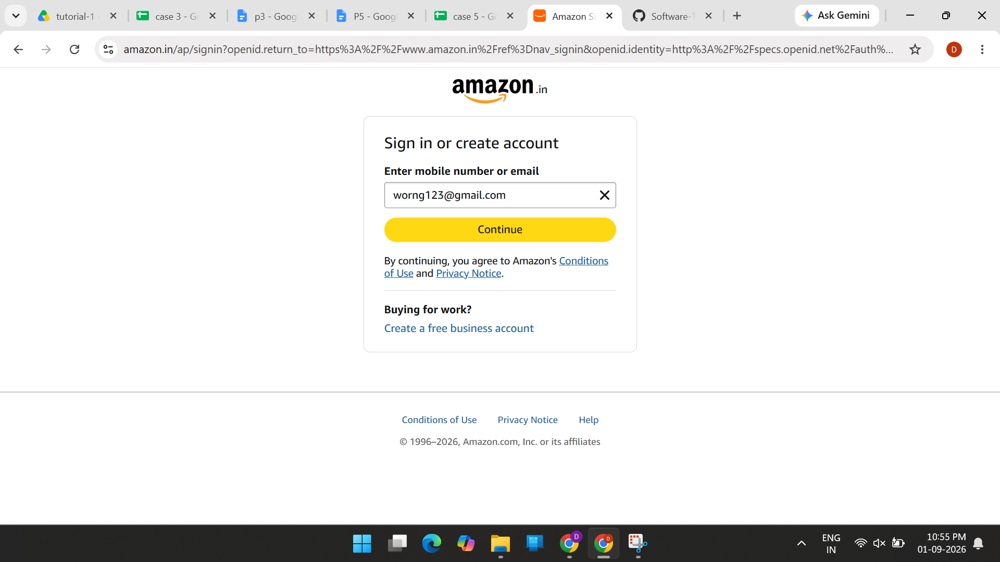 tutorial-1
case 3 - Go
p3 - Googl
P5 - Googl
case 5 - Go
Amazon Si
Software-T
Ask Gemini
amazon.in/ap/signin?openid.return_to=https%3A%2F%2Fwww.amazon.in%2Fref%3Dnav_signin&openid.identity=http%3A%2F%2Fspecs.openid.net%2Fauth%...
D
amazon.in
Sign in or create account
Enter mobile number or email
worng123@gmail.com
Continue
By continuing, you agree to Amazon's Conditions
of Use and Privacy Notice.
Buying for work?
Create a free business account
Conditions of Use Privacy Notice Help
© 1996–2026, Amazon.com, Inc. or its affiliates
D
D
ENG
IN
10:55 PM
01-09-2026